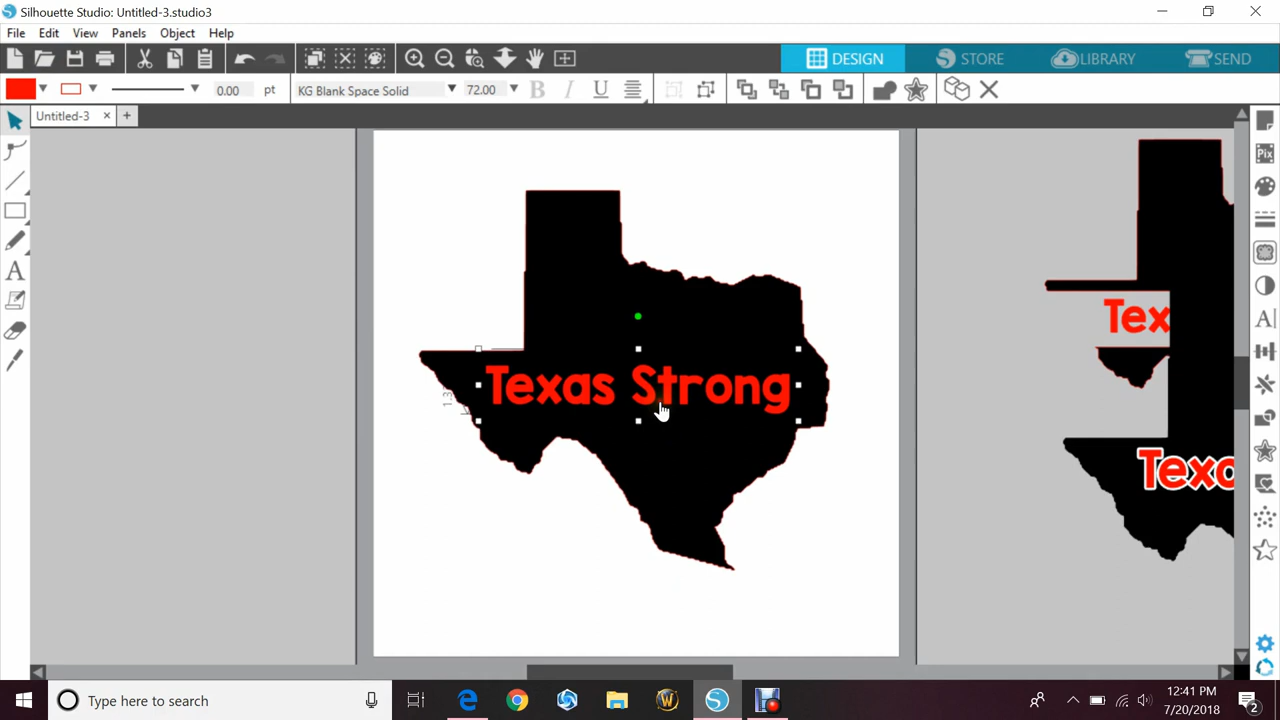 Silhouette Studio: Untitled-3.studio3
File Edit View Panels Object Help
DESIGN STORE LIBRARY SEND
0.00 pt KG Blank Space Solid 72.00 B I U
Untitled-3
Texas Strong
Tex
Texa
Type here to search
12:41 PM
7/20/2018
2